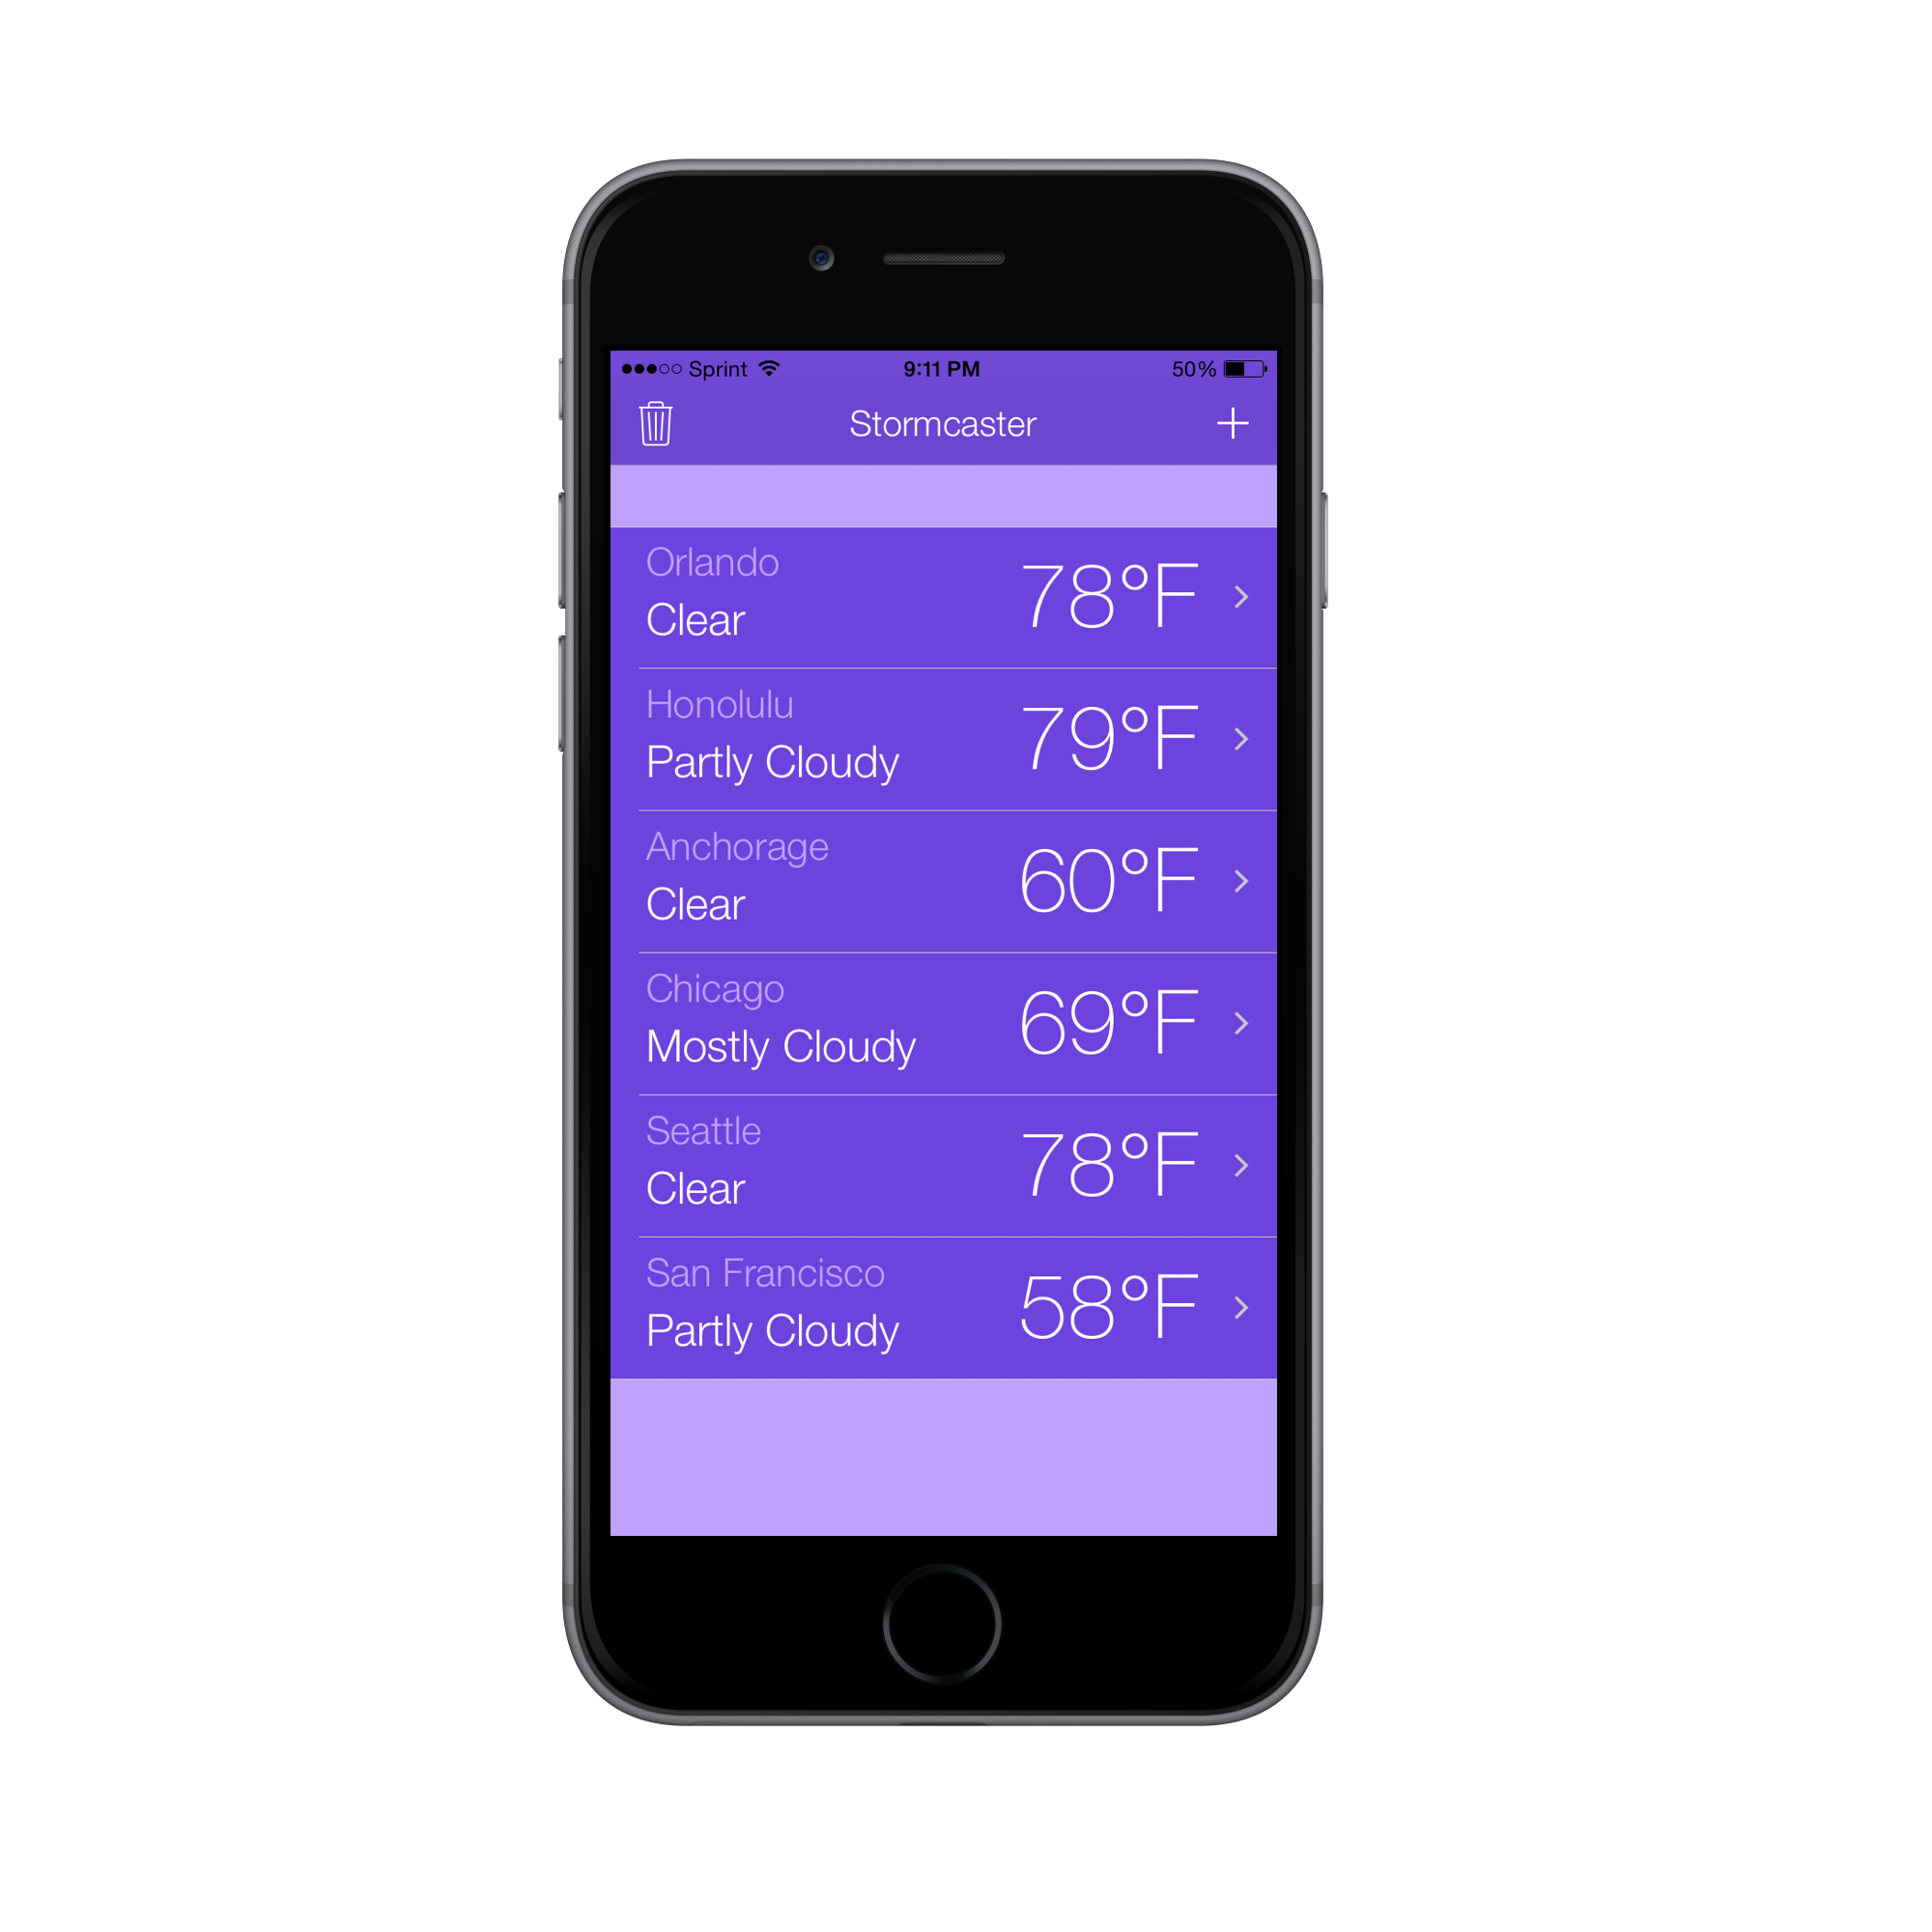 Sprint 9:11 PM 50%
Stormcaster
Orlando
Clear
78°F
Honolulu
Partly Cloudy
79°F
Anchorage
Clear
60°F
Chicago
Mostly Cloudy
69°F
Seattle
Clear
78°F
San Francisco
Partly Cloudy
58°F